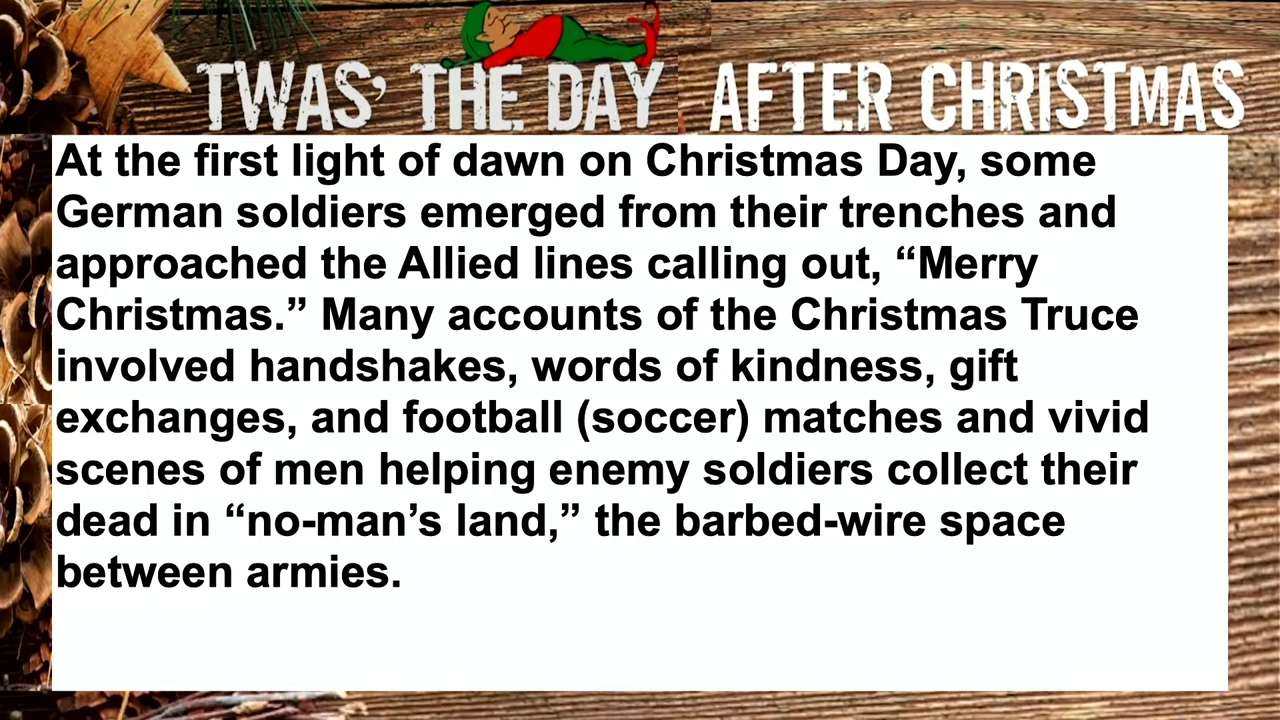 TWAS' THE DAY AFTER CHRISTMAS
At the first light of dawn on Christmas Day, some
German soldiers emerged from their trenches and
approached the Allied lines calling out, “Merry
Christmas.” Many accounts of the Christmas Truce
involved handshakes, words of kindness, gift
exchanges, and football (soccer) matches and vivid
scenes of men helping enemy soldiers collect their
dead in “no-man’s land,” the barbed-wire space
between armies.